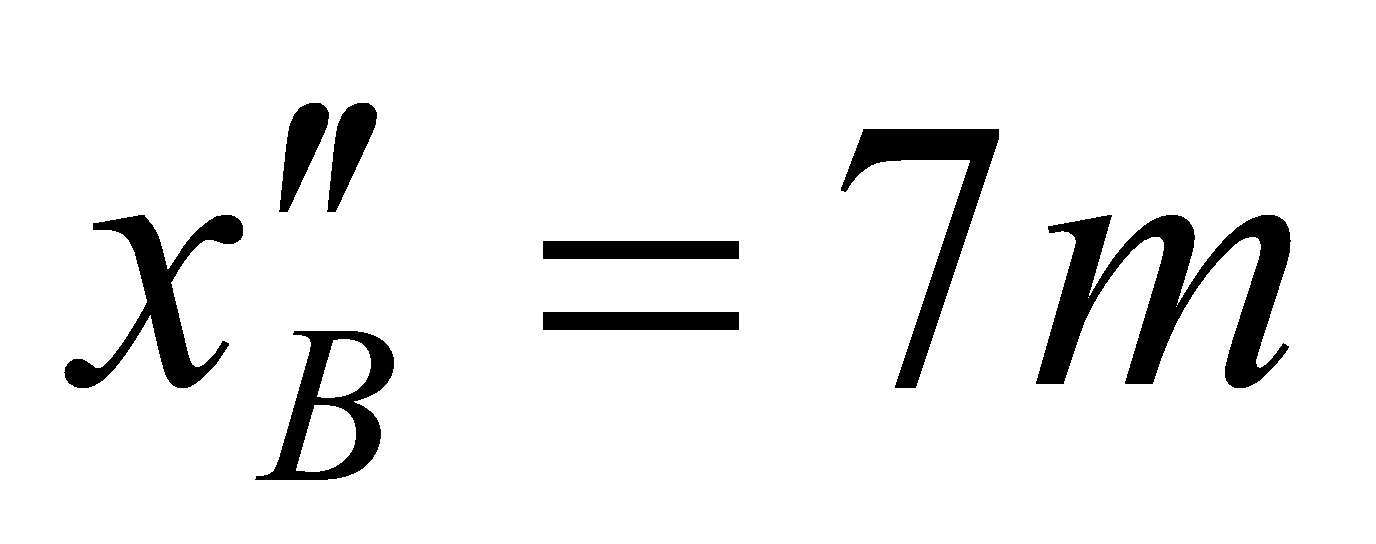 x''_B = 7m